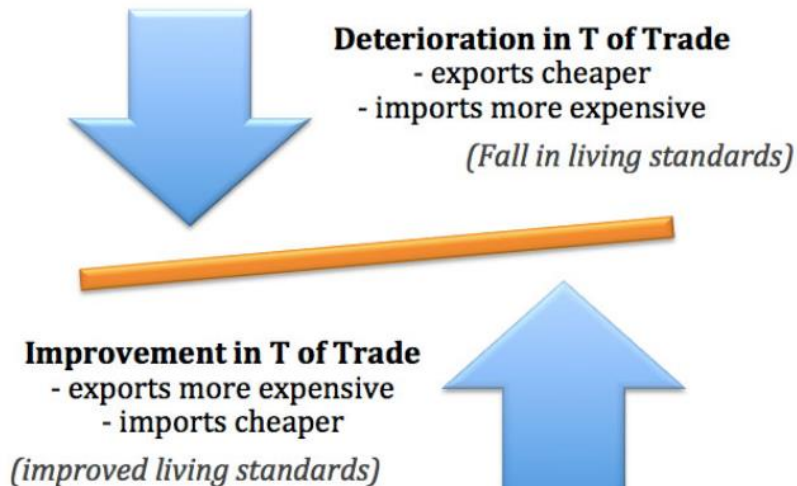 Deterioration in T of Trade
- exports cheaper
- imports more expensive
(Fall in living standards)
Improvement in T of Trade
- exports more expensive
- imports cheaper
(improved living standards)